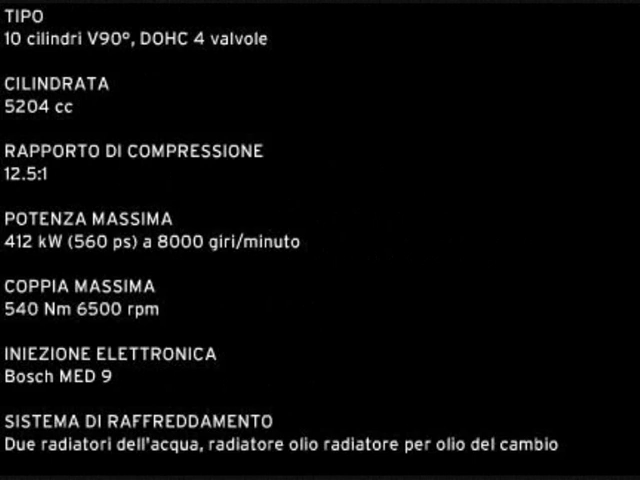 TIPO
10 cilindri V90°, DOHC 4 valvole
CILINDRATA
5204 cc
RAPPORTO DI COMPRESSIONE
12.5:1
POTENZA MASSIMA
412 kW (560 ps) a 8000 giri/minuto
COPPIA MASSIMA
540 Nm 6500 rpm
INIEZIONE ELETTRONICA
Bosch MED 9
SISTEMA DI RAFFREDDAMENTO
Due radiatori dell'acqua, radiatore olio radiatore per olio del cambio